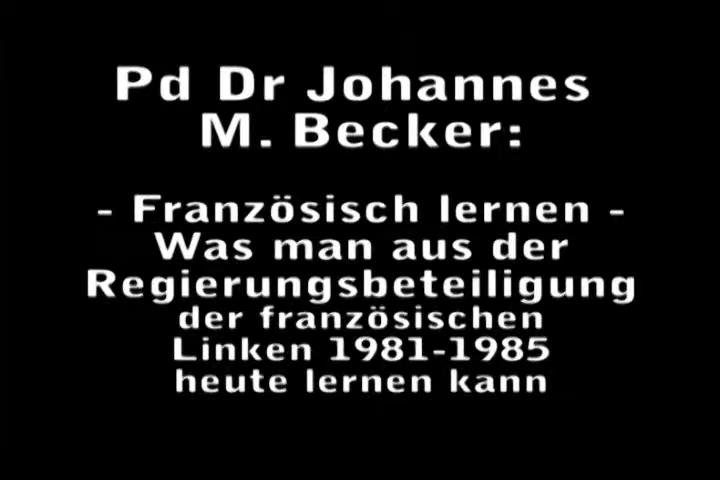 Pd Dr Johannes
M. Becker:
- Französisch lernen -
Was man aus der
Regierungsbeteiligung
der französischen
Linken 1981-1985
heute lernen kann